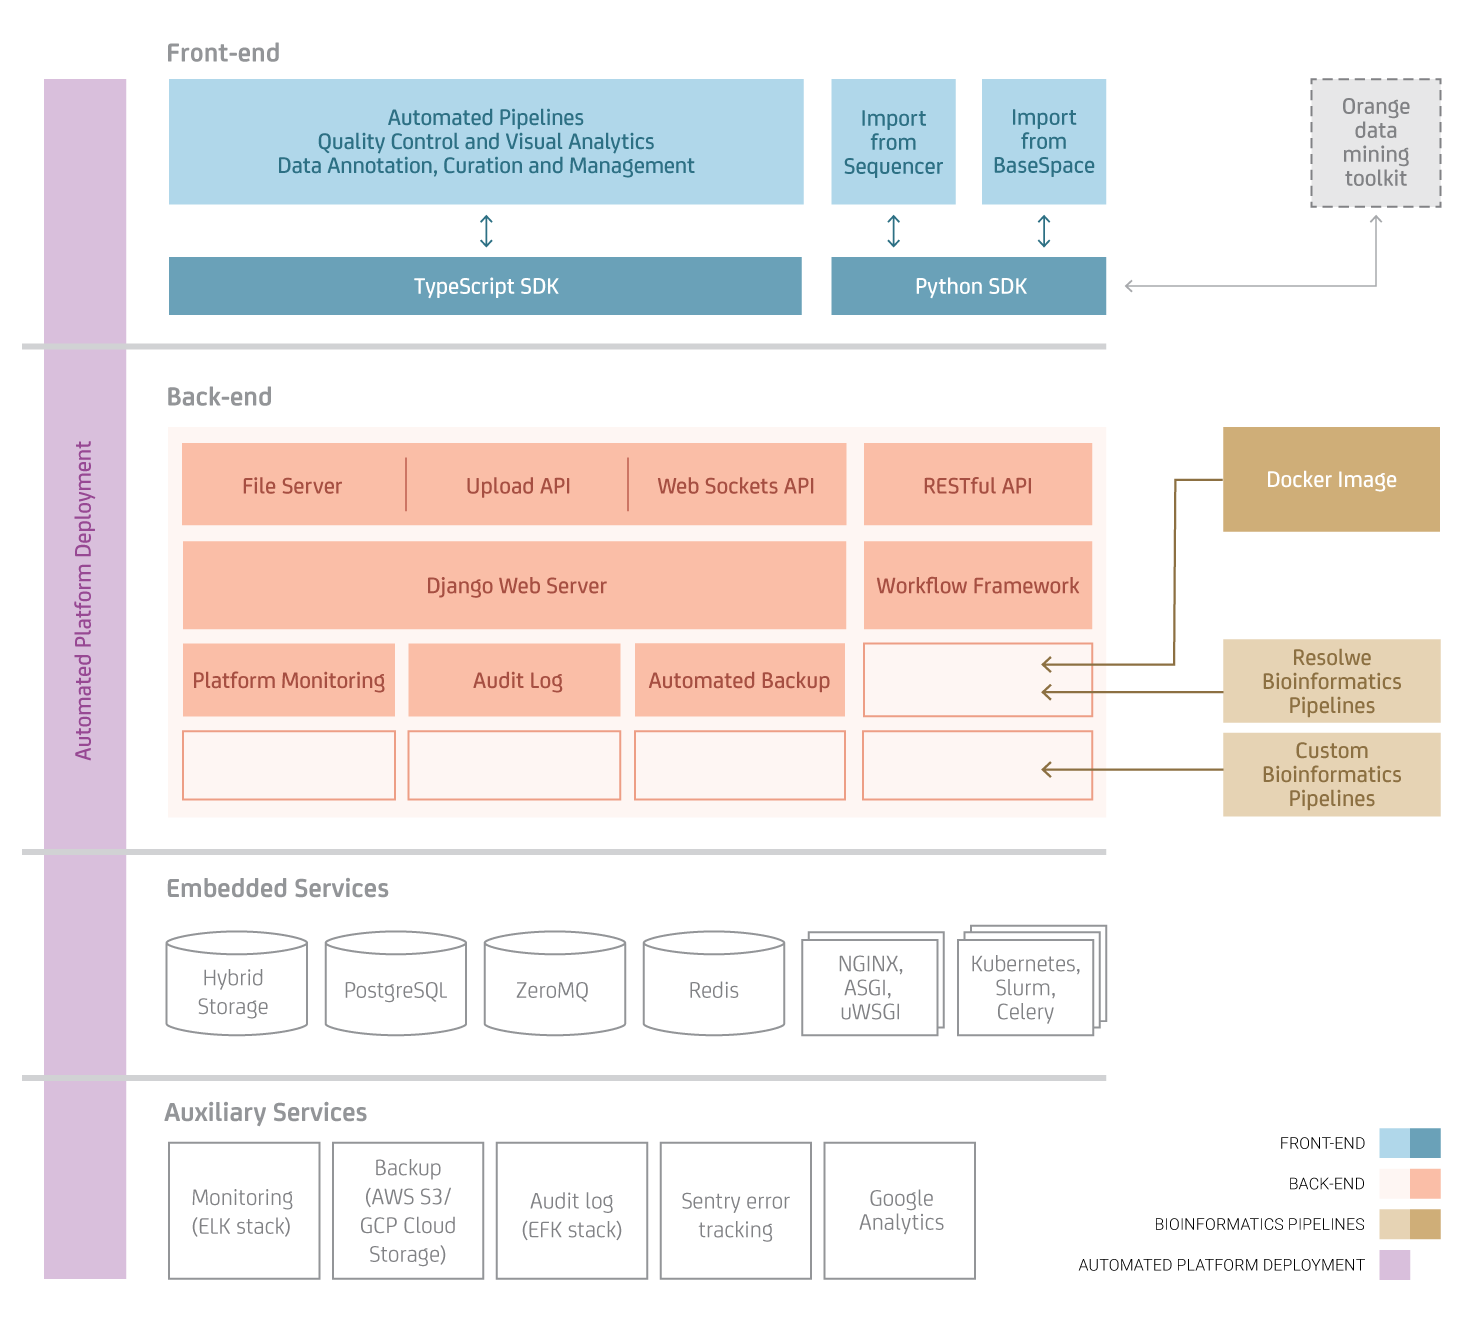 Front-end
Automated Pipelines
Quality Control and Visual Analytics
Data Annotation, Curation and Management
Import
from
Sequencer
Import
from
BaseSpace
Orange
data
mining
toolkit
TypeScript SDK
Python SDK
Automated Platform Deployment
Back-end
File Server
Upload API
Web Sockets API
RESTful API
Docker Image
Django Web Server
Workflow Framework
Platform Monitoring
Audit Log
Automated Backup
Resolwe
Bioinformatics
Pipelines
Custom
Bioinformatics
Pipelines
Embedded Services
Hybrid
Storage
PostgreSQL
ZeroMQ
Redis
NGINX,
ASGI,
uWSGI
Kubernetes,
Slurm,
Celery
Auxiliary Services
Monitoring
(ELK stack)
Backup
(AWS S3/
GCP Cloud
Storage)
Audit log
(EFK stack)
Sentry error
tracking
Google
Analytics
FRONT-END
BACK-END
BIOINFORMATICS PIPELINES
AUTOMATED PLATFORM DEPLOYMENT